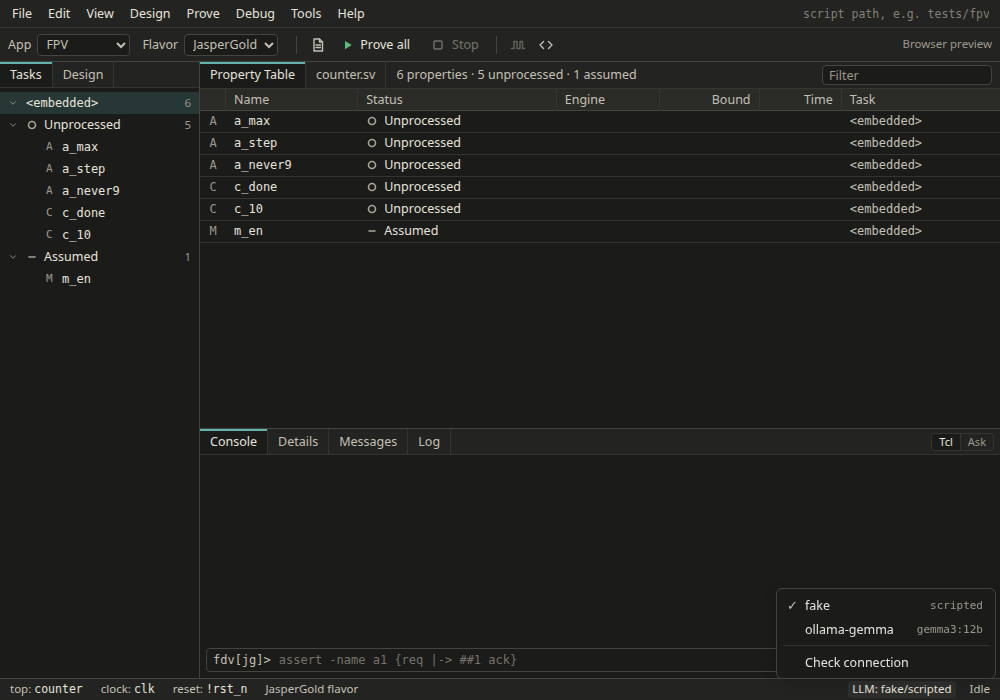 File Edit View Design Prove Debug Tools Help script path, e.g. tests/fpv
App FPV Flavor JasperGold Prove all Stop Browser preview
Tasks Design
<embedded> 6
Unprocessed 5
A a_max
A a_step
A a_never9
C c_done
C c_10
Assumed 1
M m_en
Property Table counter.sv 6 properties · 5 unprocessed · 1 assumed Filter
Name Status Engine Bound Time Task
A a_max Unprocessed <embedded>
A a_step Unprocessed <embedded>
A a_never9 Unprocessed <embedded>
C c_done Unprocessed <embedded>
C c_10 Unprocessed <embedded>
M m_en Assumed <embedded>
Console Details Messages Log Tcl Ask
✓ fake scripted
ollama-gemma gemma3:12b
Check connection
fdv[jg]> assert -name a1 {req |-> ##1 ack}
top: counter clock: clk reset: !rst_n JasperGold flavor LLM: fake/scripted Idle